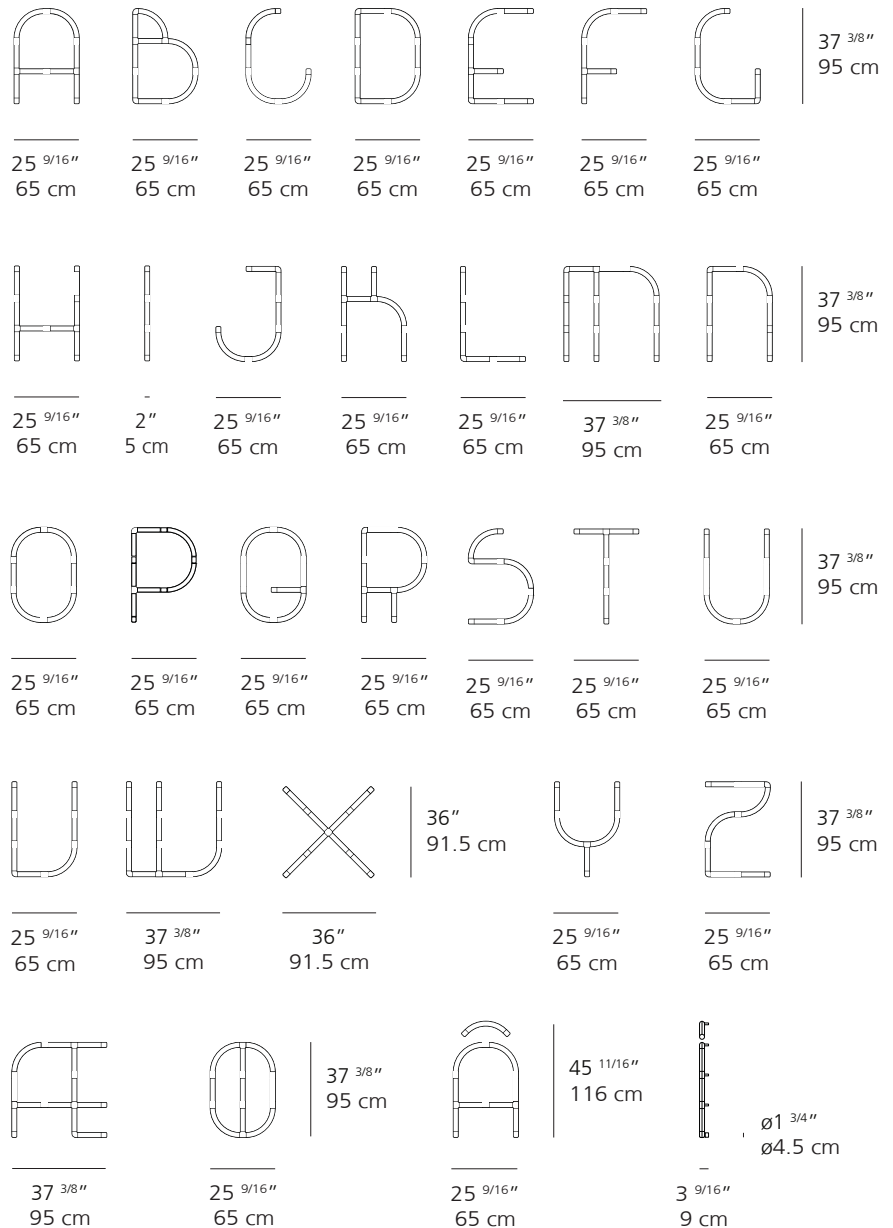 A B C D E F G
37 3/8"
95 cm
25 9/16" 25 9/16" 25 9/16" 25 9/16" 25 9/16" 25 9/16" 25 9/16"
65 cm 65 cm 65 cm 65 cm 65 cm 65 cm 65 cm
H I J K L M N
37 3/8"
95 cm
25 9/16" 2" 25 9/16" 25 9/16" 25 9/16" 37 3/8" 25 9/16"
65 cm 5 cm 65 cm 65 cm 65 cm 95 cm 65 cm
O P Q R S T U
37 3/8"
95 cm
25 9/16" 25 9/16" 25 9/16" 25 9/16" 25 9/16" 25 9/16" 25 9/16"
65 cm 65 cm 65 cm 65 cm 65 cm 65 cm 65 cm
V W X Y Z
36" 37 3/8"
91.5 cm 95 cm
25 9/16" 37 3/8" 36" 25 9/16" 25 9/16"
65 cm 95 cm 91.5 cm 65 cm 65 cm
Æ Ø Â
37 3/8" 45 11/16"
95 cm 116 cm
ø1 3/4"
ø4.5 cm
37 3/8" 25 9/16" 25 9/16" 3 9/16"
95 cm 65 cm 65 cm 9 cm